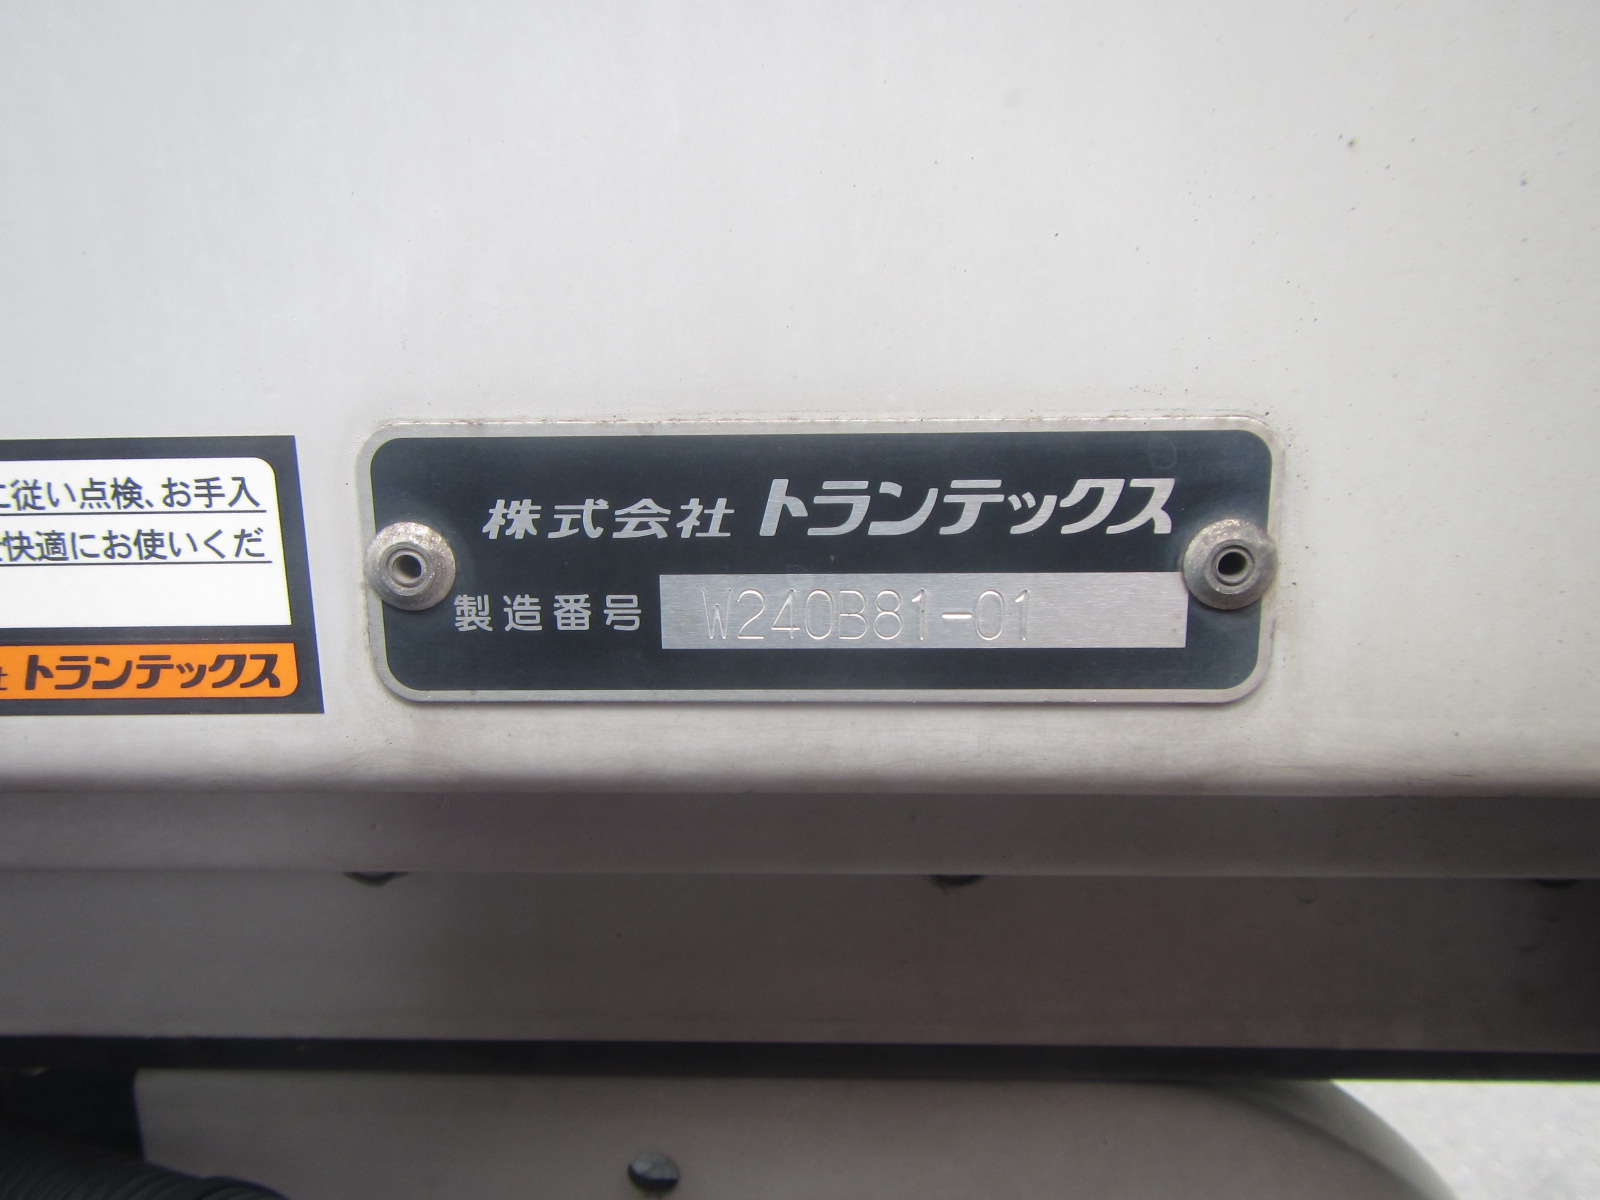 に従い点検、お手入
快適にお使いくだ
社 トランテックス
株式会社 トランテックス
製造番号 W240B81-01